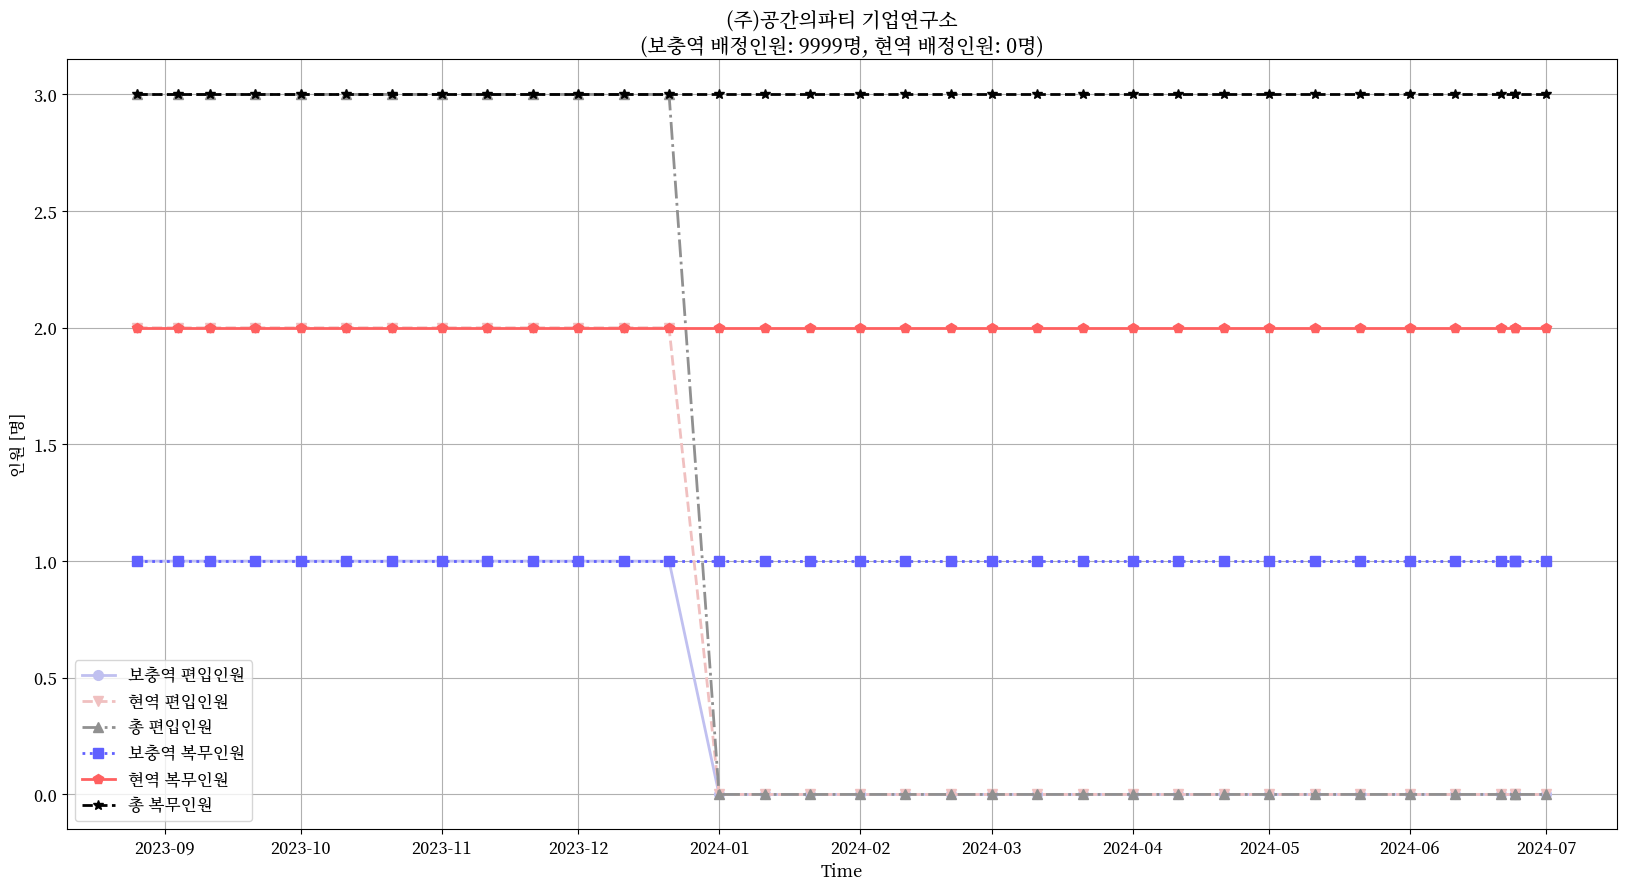 (주)공간의파티 기업연구소
(보충역 배정인원: 9999명, 현역 배정인원: 0명)
3.0
2.5
2.0
1.5
1.0
0.5
0.0
인원 [명]
보충역 편입인원
현역 편입인원
총 편입인원
보충역 복무인원
현역 복무인원
총 복무인원
2023-09 2023-10 2023-11 2023-12 2024-01 2024-02 2024-03 2024-04 2024-05 2024-06 2024-07
Time